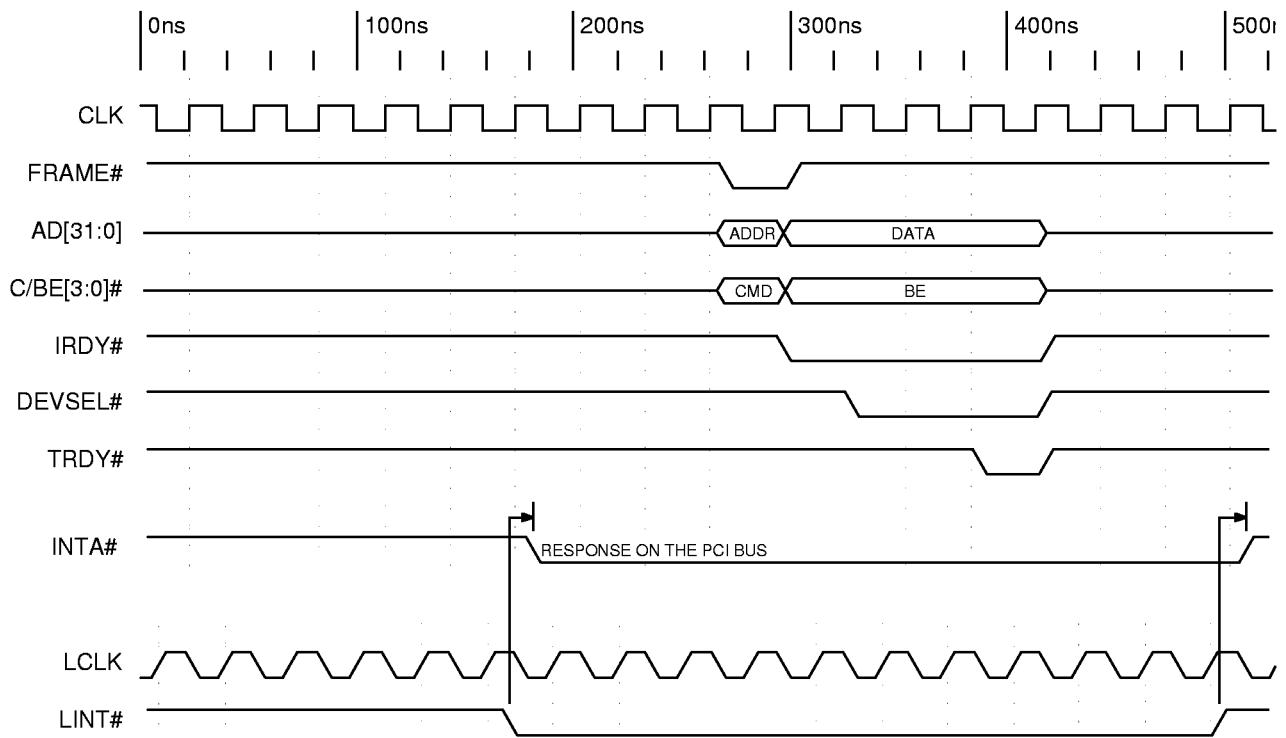 0ns 100ns 200ns 300ns 400ns 500
CLK
FRAME#
AD[31:0] ADDR DATA
C/BE[3:0]# CMD BE
IRDY#
DEVSEL#
TRDY#
INTA# RESPONSE ON THE PCI BUS
LCLK
LINT#